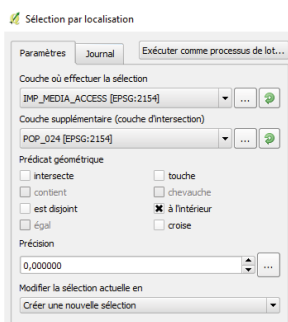 Sélection par localisation
Paramètres Journal Exécuter comme processus de lot...
Couche où effectuer la sélection
IMP_MEDIA_ACCESS [EPSG:2154] ...
Couche supplémentaire (couche d'intersection)
POP_024 [EPSG:2154] ...
Prédicat géométrique
intersecte touche
contient chevauche
est disjoint à l'intérieur
égal croise
Précision
0,000000 ...
Modifier la sélection actuelle en
Créer une nouvelle sélection